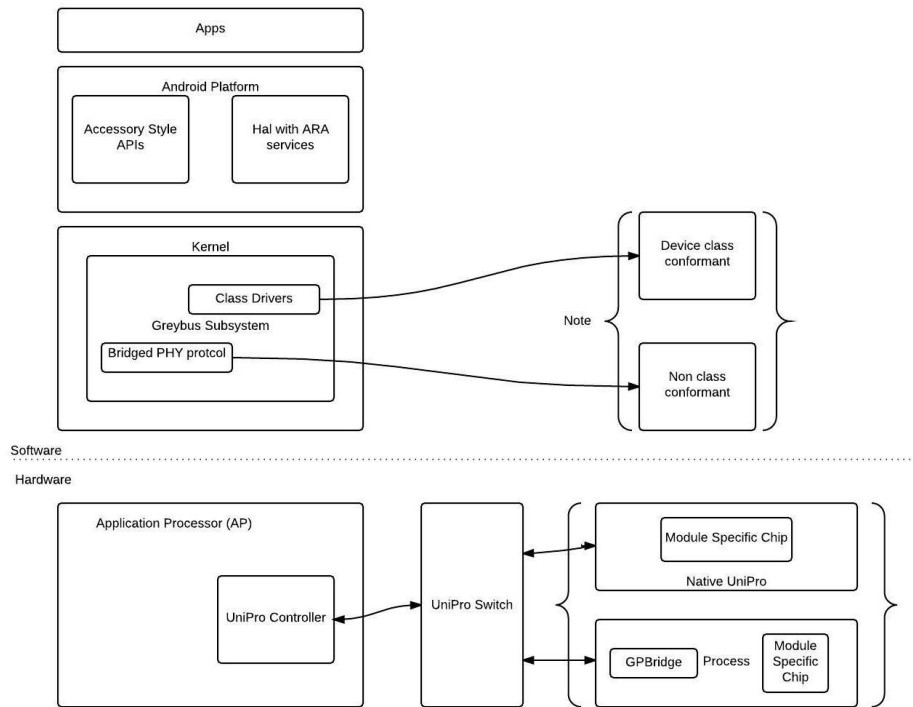 Apps
Android Platform
Accessory Style
APIs
Hal with ARA
services
Kernel
Class Drivers
Greybus Subsystem
Bridged PHY protcol
Device class
conformant
Note
Non class
conformant
Software
Hardware
Application Processor (AP)
UniPro Controller
UniPro Switch
Module Specific Chip
Native UniPro
GPBridge
Process
Module
Specific
Chip